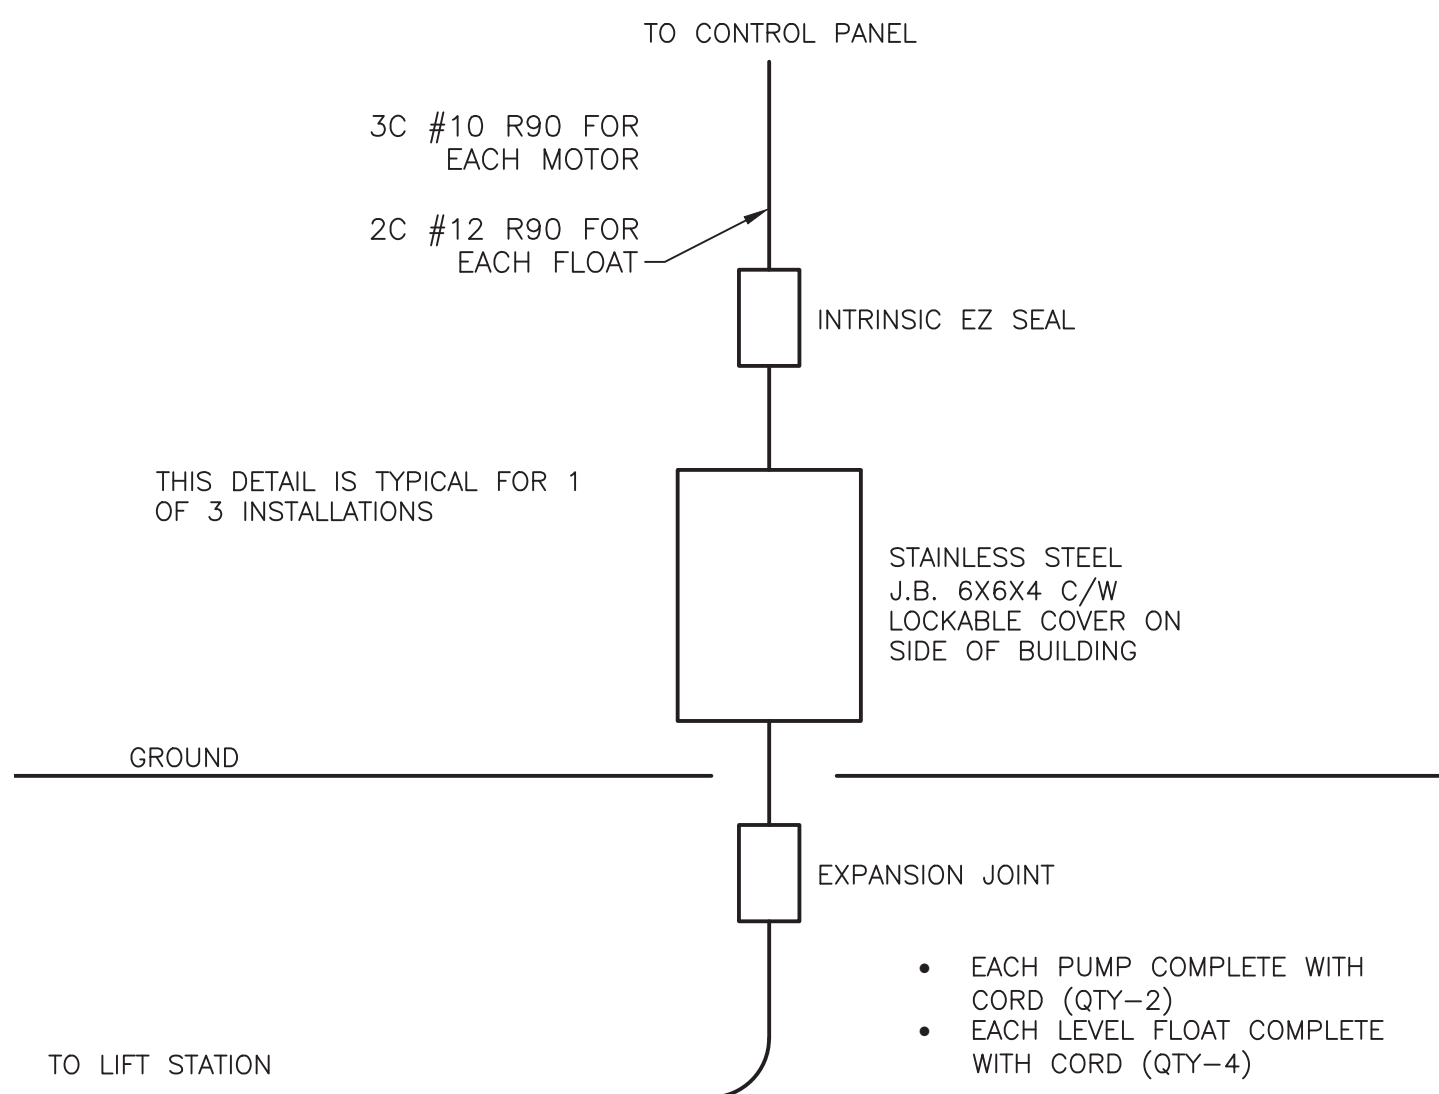 TO CONTROL PANEL
3C #10 R90 FOR
EACH MOTOR
2C #12 R90 FOR
EACH FLOAT
INTRINSIC EZ SEAL
THIS DETAIL IS TYPICAL FOR 1
OF 3 INSTALLATIONS
STAINLESS STEEL
J.B. 6X6X4 C/W
LOCKABLE COVER ON
SIDE OF BUILDING
GROUND
EXPANSION JOINT
• EACH PUMP COMPLETE WITH
CORD (QTY-2)
• EACH LEVEL FLOAT COMPLETE
WITH CORD (QTY-4)
TO LIFT STATION